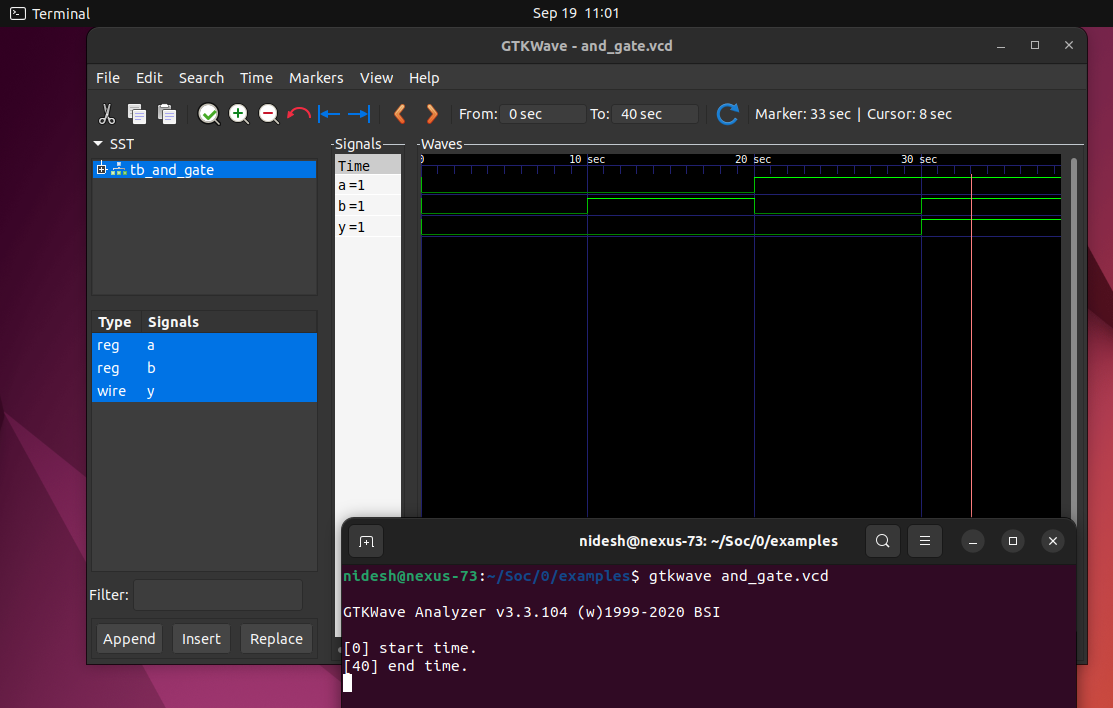 Terminal
Sep 19 11:01
GTKWave - and_gate.vcd
File Edit Search Time Markers View Help
From: 0 sec To: 40 sec Marker: 33 sec | Cursor: 8 sec
SST
tb_and_gate
Type Signals
reg a
reg b
wire y
Filter:
Append Insert Replace
Signals
Time
a =1
b =1
y =1
Waves
0 10 sec 20 sec 30 sec
nidesh@nexus-73: ~/Soc/0/examples
nidesh@nexus-73:~/Soc/0/examples$ gtkwave and_gate.vcd
GTKWave Analyzer v3.3.104 (w)1999-2020 BSI
[0] start time.
[40] end time.